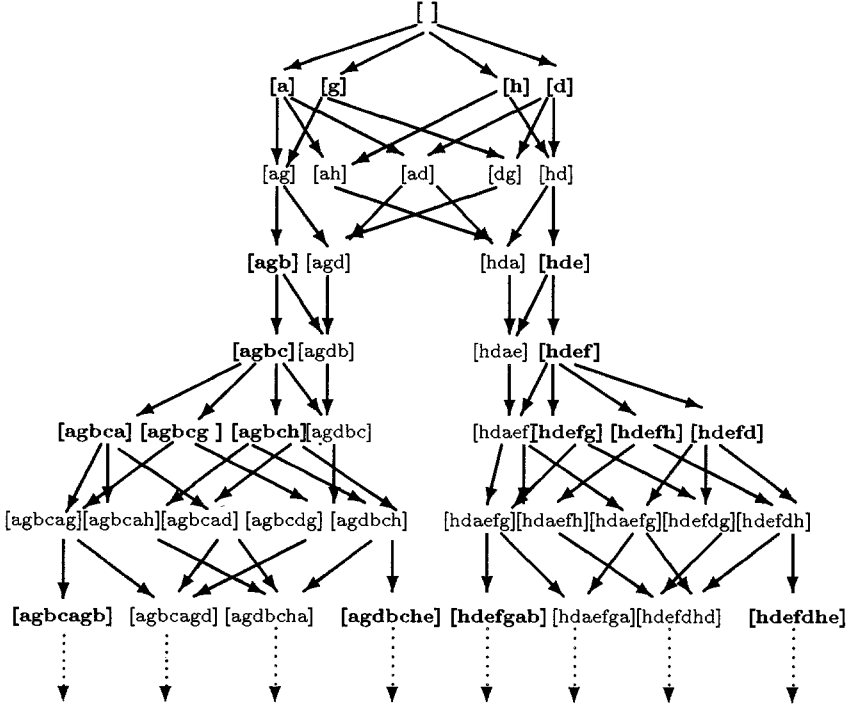 [ ]
[a] [g] [h] [d]
[ag] [ah] [ad] [dg] [hd]
[agb] [agd] [hda] [hde]
[agbc] [agdb] [hdae] [hdef]
[agbca] [agbcg ] [agbch] [agdbc] [hdaef [hdefg] [hdefh] [hdefd]
[agbcag] [agbcah] [agbcad] [agbcdg] [agdbch] [hdaefg] [hdaefh] [hdaefg] [hdefdg] [hdefdh]
[agbcagb] [agbcagd] [agdbcha] [agdbche] [hdefgab] [hdaefga] [hdefdhd] [hdefdhe]